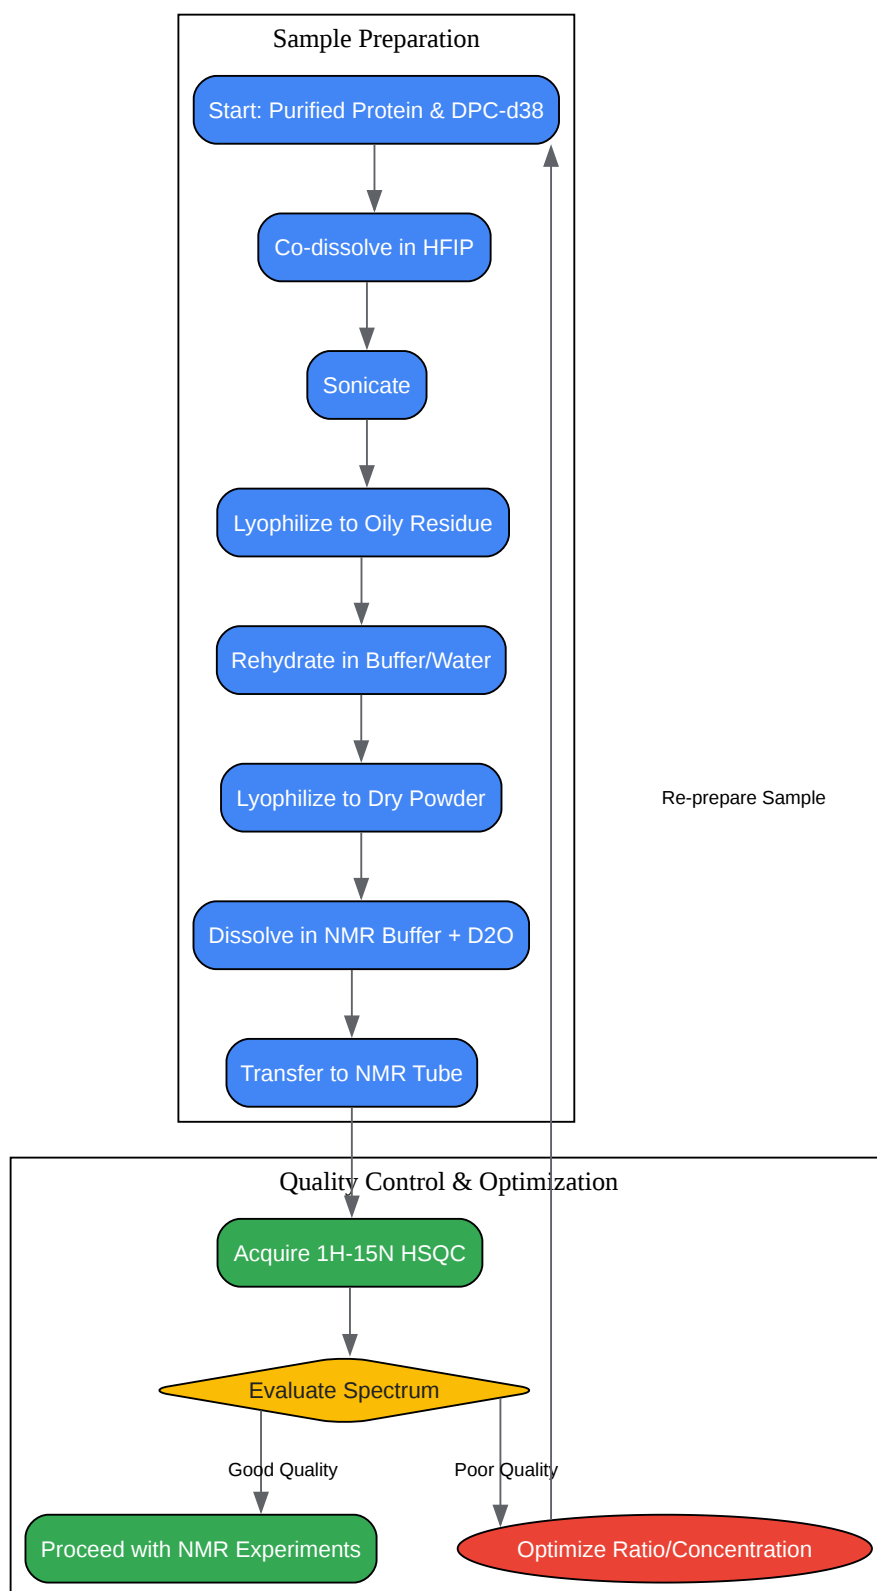 Sample Preparation
Start: Purified Protein & DPC-d38
Co-dissolve in HFIP
Sonicate
Lyophilize to Oily Residue
Rehydrate in Buffer/Water
Lyophilize to Dry Powder
Re-prepare Sample
Dissolve in NMR Buffer + D2O
Transfer to NMR Tube
Quality Control & Optimization
Acquire 1H-15N HSQC
Evaluate Spectrum
Good Quality
Poor Quality
Proceed with NMR Experiments
Optimize Ratio/Concentration